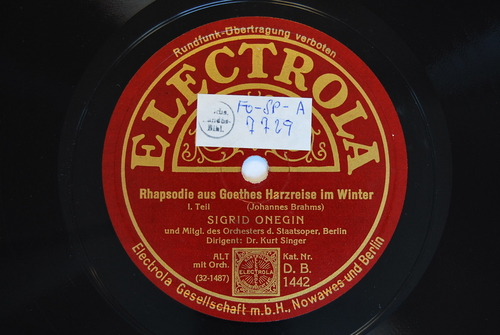 Rundfunk-Übertragung verboten
ELECTROLA
FO-SP-A
7729
Bibl.
Rhapsodie aus Goethes Harzreise im Winter
I. Teil (Johannes Brahms)
SIGRID ONEGIN
und Mitgl. des Orchesters d. Staatsoper, Berlin
Dirigent: Dr. Kurt Singer
ALT
mit Orch.
(32-1487)
ELECTROLA
Kat. Nr.
D. B.
1442
Electrola Gesellschaft m.b.H., Nowawes und Berlin